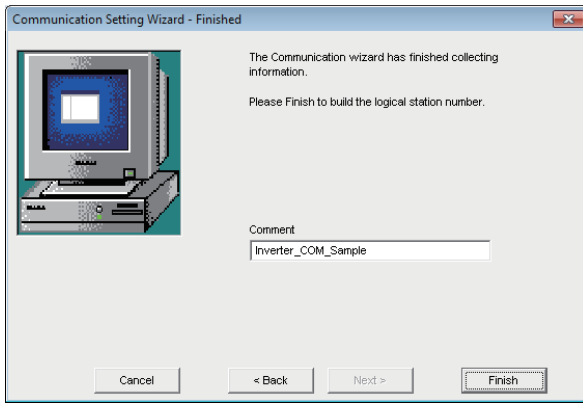 Communication Setting Wizard - Finished
The Communication wizard has finished collecting
information.
Please Finish to build the logical station number.
Comment
Inverter_COM_Sample
Cancel
< Back
Next >
Finish